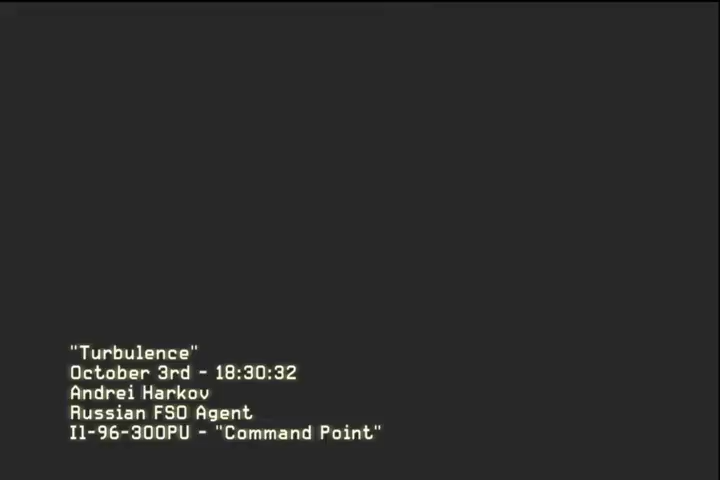 "Turbulence"
October 3rd - 18:30:32
Andrei Harkov
Russian FSO Agent
Il-96-300PU - "Command Point"